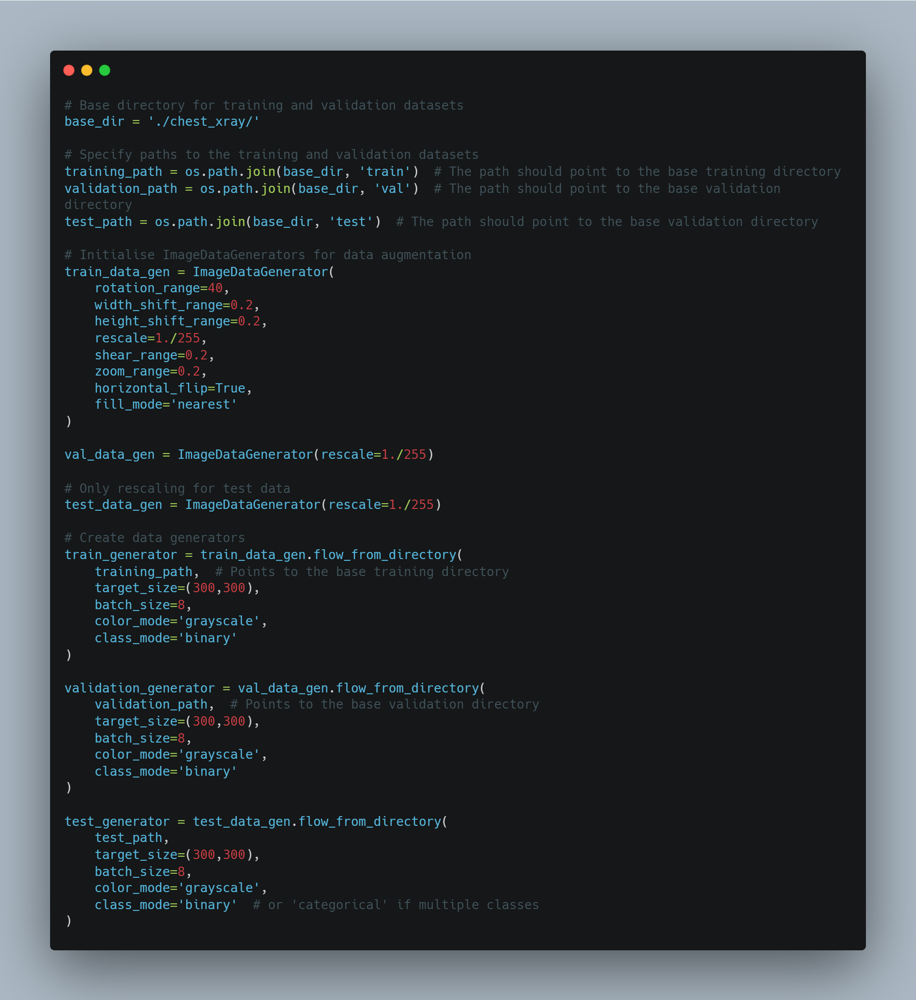 # Base directory for training and validation datasets
base_dir = './chest_xray/'

# Specify paths to the training and validation datasets
training_path = os.path.join(base_dir, 'train')  # The path should point to the base training directory
validation_path = os.path.join(base_dir, 'val')  # The path should point to the base validation
directory
test_path = os.path.join(base_dir, 'test')  # The path should point to the base validation directory

# Initialise ImageDataGenerators for data augmentation
train_data_gen = ImageDataGenerator(
    rotation_range=40,
    width_shift_range=0.2,
    height_shift_range=0.2,
    rescale=1./255,
    shear_range=0.2,
    zoom_range=0.2,
    horizontal_flip=True,
    fill_mode='nearest'
)

val_data_gen = ImageDataGenerator(rescale=1./255)

# Only rescaling for test data
test_data_gen = ImageDataGenerator(rescale=1./255)

# Create data generators
train_generator = train_data_gen.flow_from_directory(
    training_path,  # Points to the base training directory
    target_size=(300,300),
    batch_size=8,
    color_mode='grayscale',
    class_mode='binary'
)

validation_generator = val_data_gen.flow_from_directory(
    validation_path,  # Points to the base validation directory
    target_size=(300,300),
    batch_size=8,
    color_mode='grayscale',
    class_mode='binary'
)

test_generator = test_data_gen.flow_from_directory(
    test_path,
    target_size=(300,300),
    batch_size=8,
    color_mode='grayscale',
    class_mode='binary'  # or 'categorical' if multiple classes
)